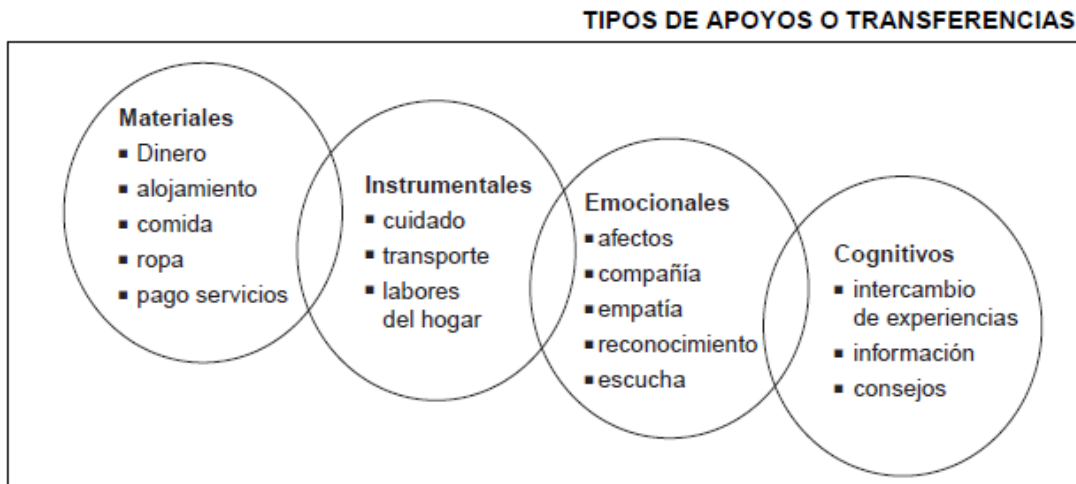 TIPOS DE APOYOS O TRANSFERENCIAS
Materiales
▪ Dinero
▪ alojamiento
▪ comida
▪ ropa
▪ pago servicios
Instrumentales
▪ cuidado
▪ transporte
▪ labores
del hogar
Emocionales
▪ afectos
▪ compañía
▪ empatía
▪ reconocimiento
▪ escucha
Cognitivos
▪ intercambio
de experiencias
▪ información
▪ consejos